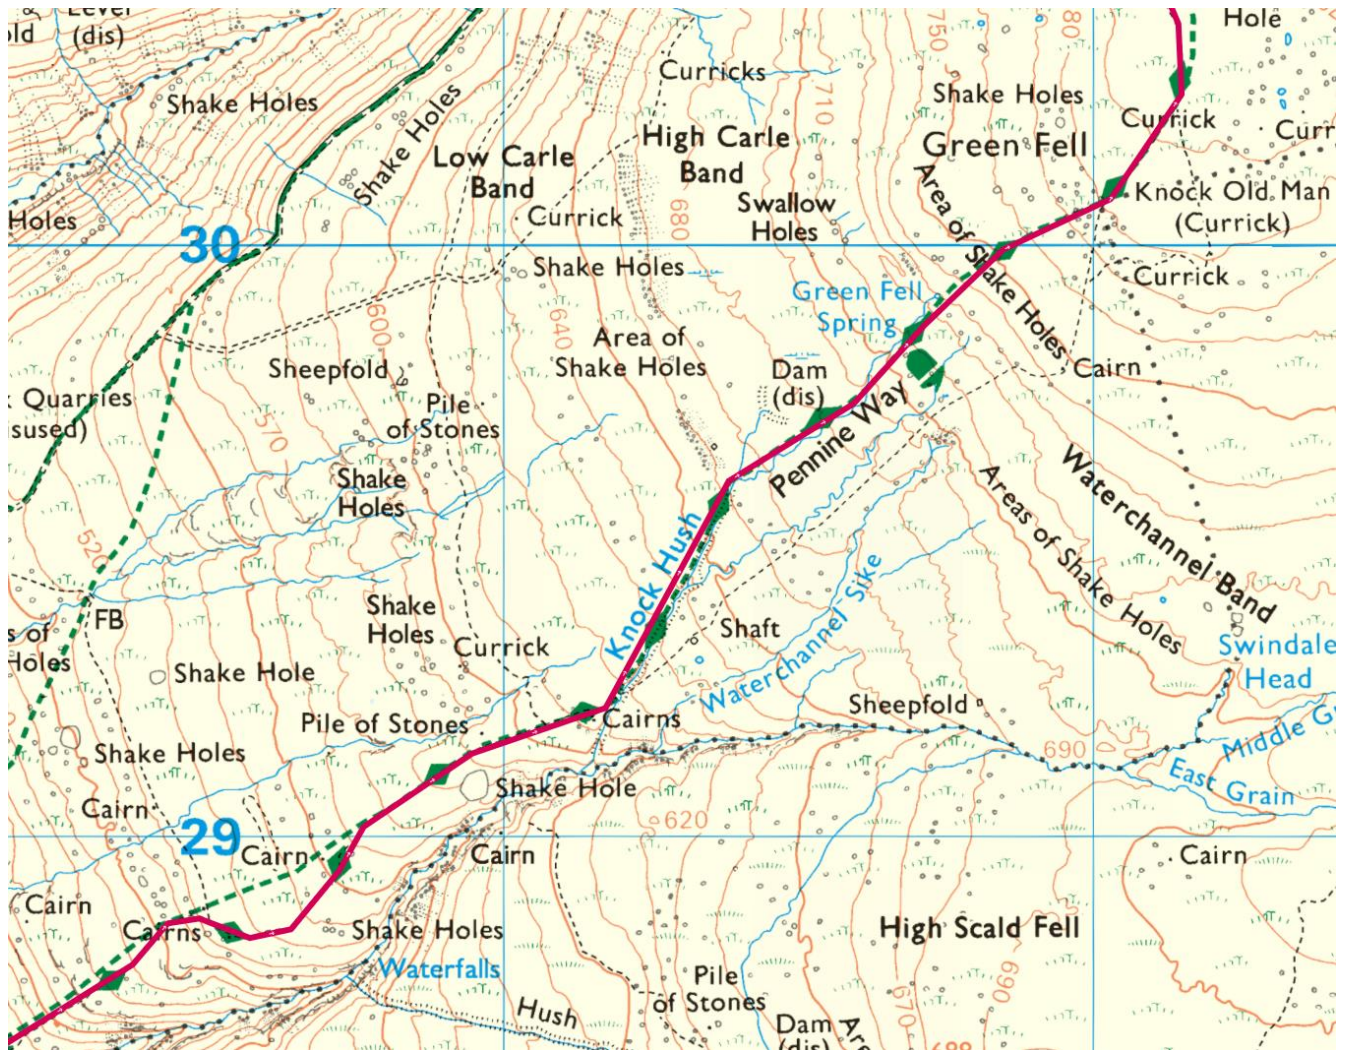 Level
(dis)
Hole
Curricks
750
80
Shake Holes
Shake Holes
Shake Holes
710
High Carle
Band
Green Fell
Currick
Curr
Low Carle
Band
Area of Shake Holes
Knock Old Man
(Currick)
Holes
Currick
680
Swallow
Holes
30
Shake Holes
Currick
Green Fell
Spring
600
640
Area of
Shake Holes
Sheepfold
Dam
(dis)
Cairn
Quarries
sused)
Pile
of Stones
570
Pennine Way
Shake
Holes
Waterchannel Band
Areas of Shake Holes
520
Knock Hush
FB
s of
Holes
Shake
Holes
Currick
Shaft
Waterchannel Sike
Swindale
Head
Shake Hole
Pile of Stones
Cairns
Sheepfold
690
Middle G
East Grain
Shake Holes
Shake Hole
Cairn
620
29
Cairn
Cairn
Cairn
Cairn
Cairns
Shake Holes
High Scald Fell
Waterfalls
Pile
of Stones
690
670
Hush
Dam
(dis)
Are
688